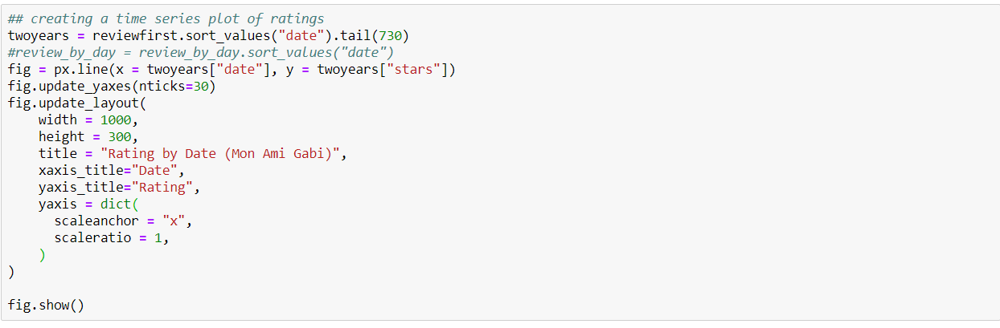 ## creating a time series plot of ratings
twoyears = reviewfirst.sort_values("date").tail(730)
#review_by_day = review_by_day.sort_values("date")
fig = px.line(x = twoyears["date"], y = twoyears["stars"])
fig.update_yaxes(nticks=30)
fig.update_layout(
    width = 1000,
    height = 300,
    title = "Rating by Date (Mon Ami Gabi)",
    xaxis_title="Date",
    yaxis_title="Rating",
    yaxis = dict(
      scaleanchor = "x",
      scaleratio = 1,
    )
)

fig.show()